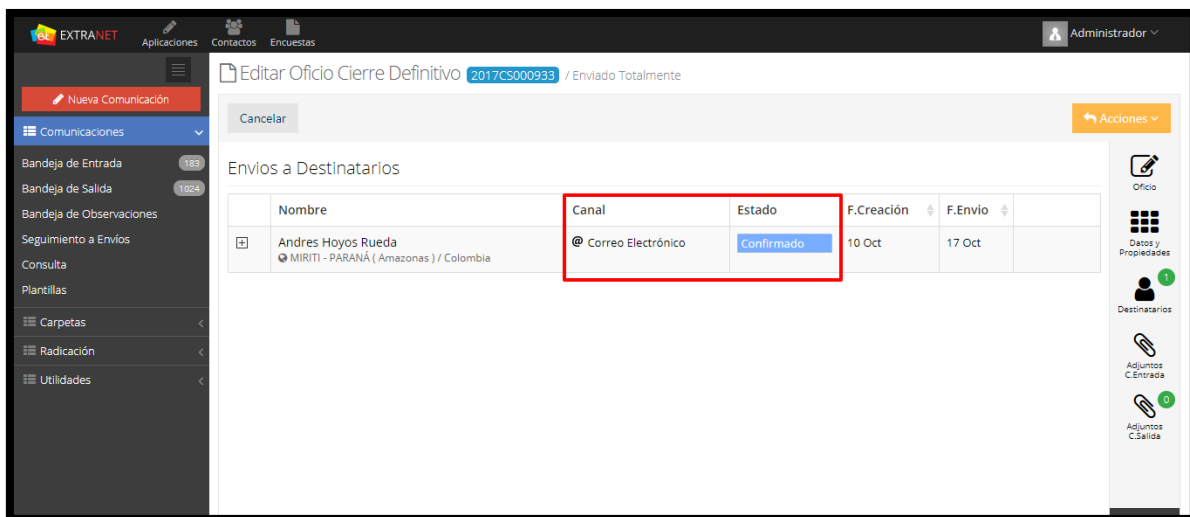 et EXTRANET Aplicaciones Contactos Encuestas Administrador
Editar Oficio Cierre Definitivo 2017CS000933 / Enviado Totalmente
Nueva Comunicación
Cancelar
Acciones
Comunicaciones
Bandeja de Entrada 183
Bandeja de Salida 1024
Bandeja de Observaciones
Seguimiento a Envíos
Consulta
Plantillas
Carpetas
Radicación
Utilidades
Envios a Destinatarios
Nombre Canal Estado F.Creación F.Envio
Andres Hoyos Rueda @ Correo Electrónico Confirmado 10 Oct 17 Oct
MIRITI - PARANÁ ( Amazonas ) / Colombia
Oficio
Datos y
Propiedades
1
Destinatarios
Adjuntos
C.Entrada
0
Adjuntos
C.Salida